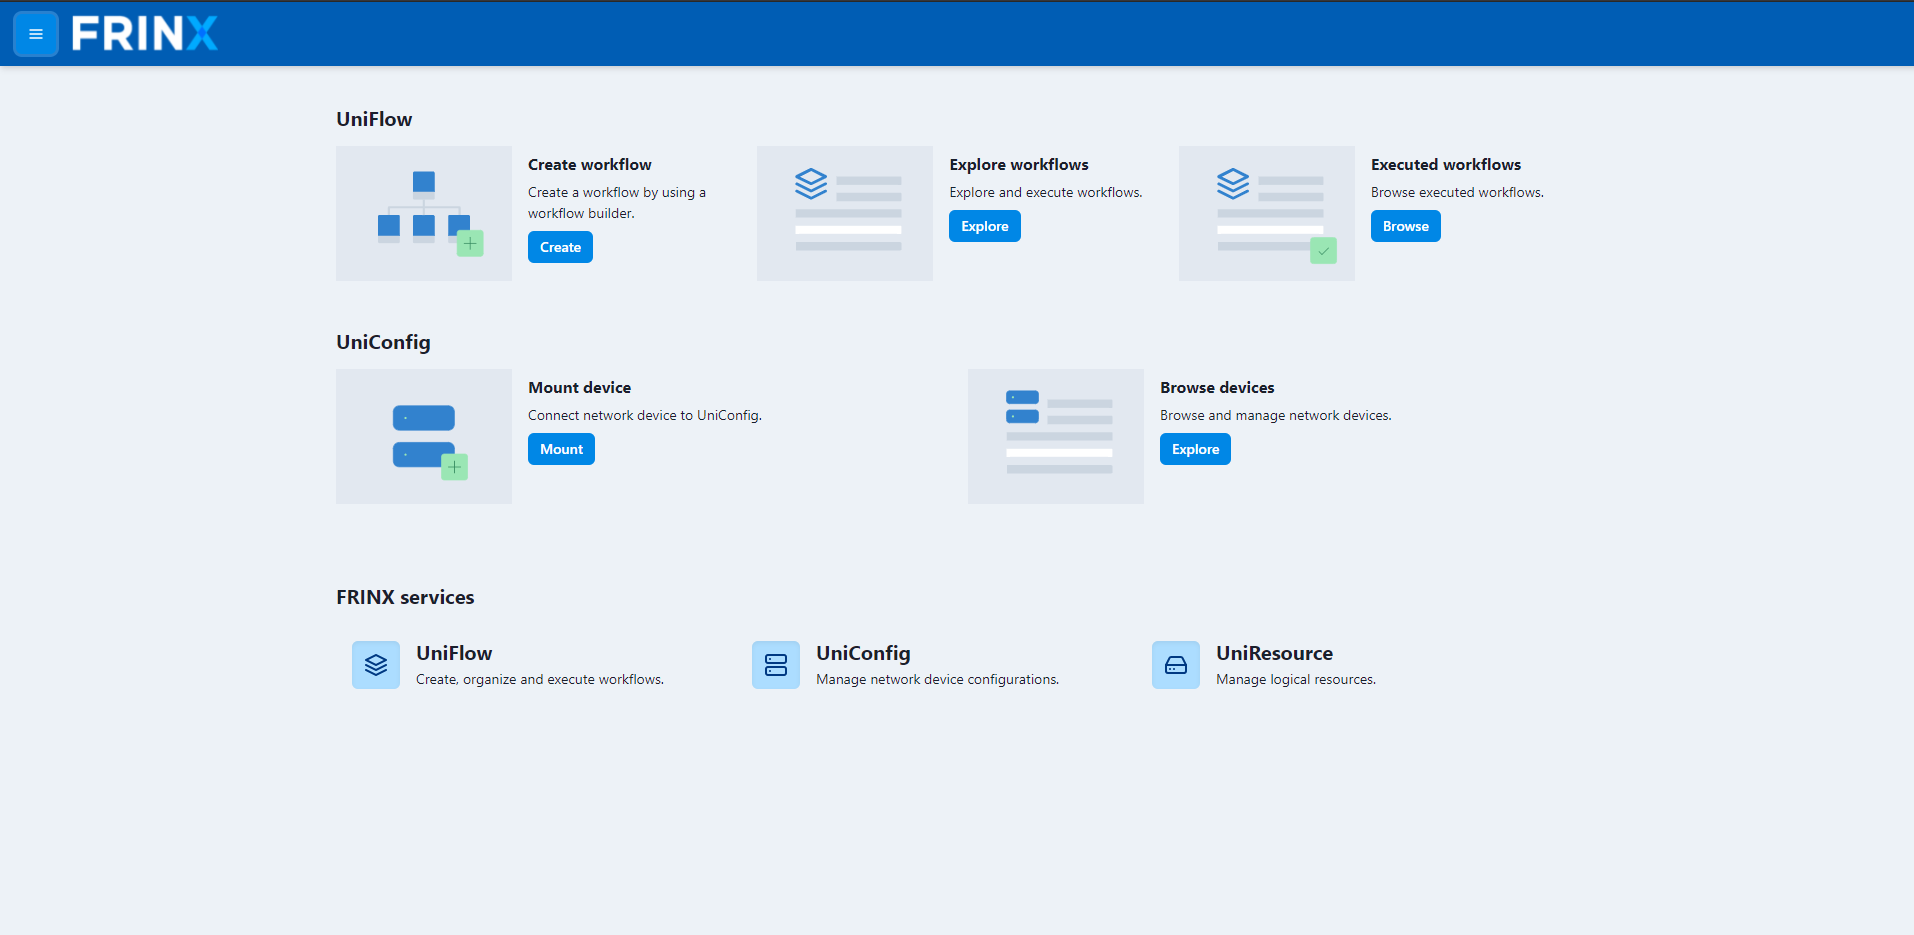 FRINX
UniFlow
Create workflow
Create a workflow by using a
workflow builder.
Create
Explore workflows
Explore and execute workflows.
Explore
Executed workflows
Browse executed workflows.
Browse
UniConfig
Mount device
Connect network device to UniConfig.
Mount
Browse devices
Browse and manage network devices.
Explore
FRINX services
UniFlow
Create, organize and execute workflows.
UniConfig
Manage network device configurations.
UniResource
Manage logical resources.